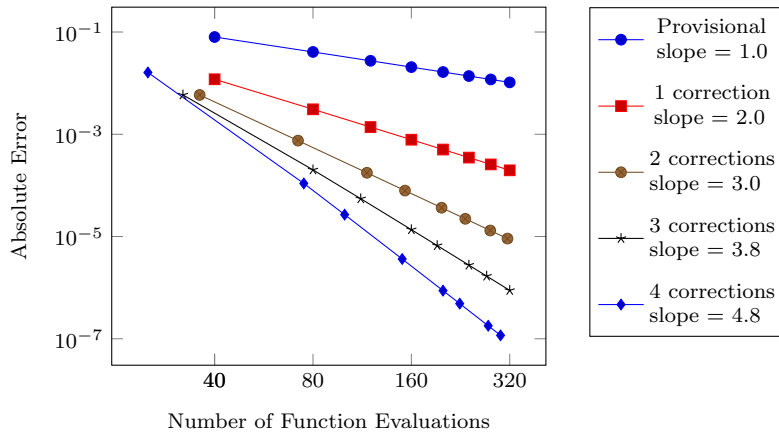 10⁻¹
10⁻³
10⁻⁵
10⁻⁷
Absolute Error
40 80 160 320
Number of Function Evaluations
Provisional
slope = 1.0
1 correction
slope = 2.0
2 corrections
slope = 3.0
3 corrections
slope = 3.8
4 corrections
slope = 4.8